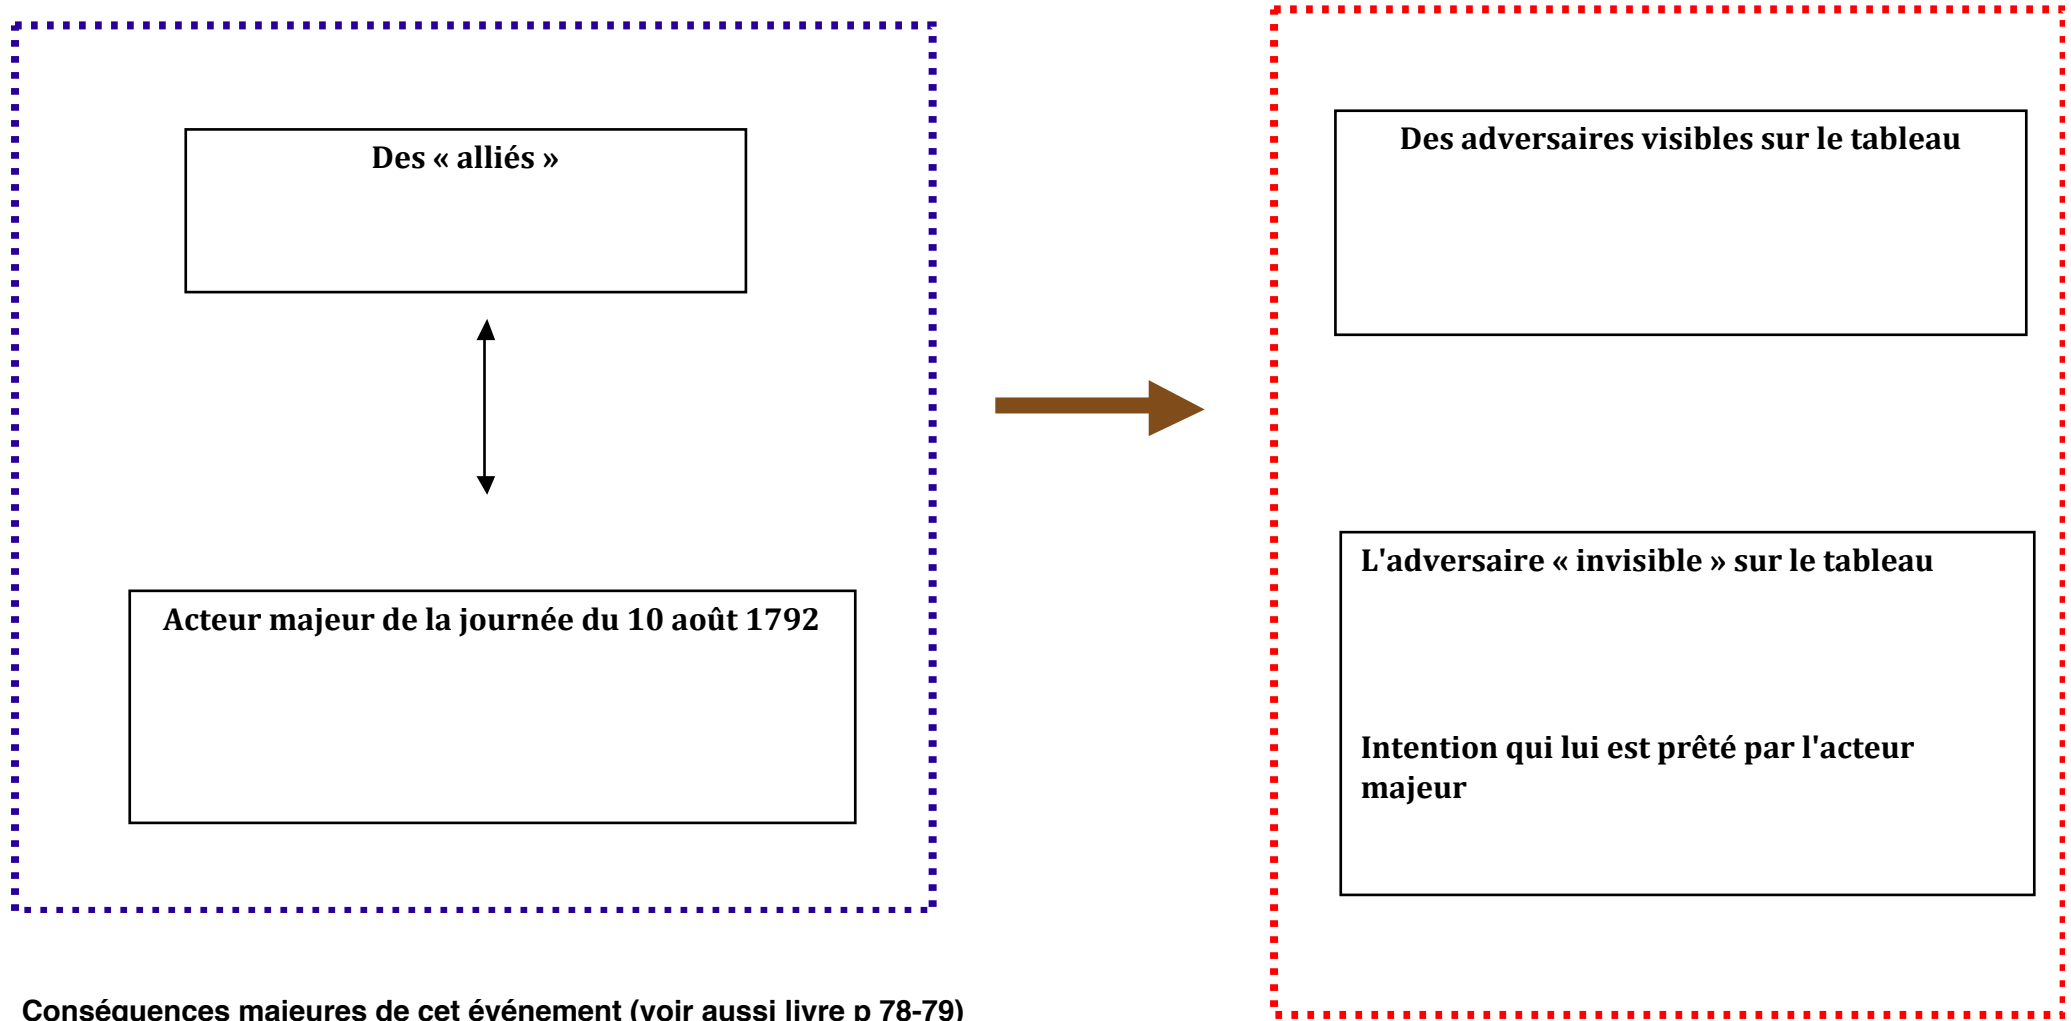 Des « alliés »
Acteur majeur de la journée du 10 août 1792
Des adversaires visibles sur le tableau
L'adversaire « invisible » sur le tableau
Intention qui lui est prêté par l'acteur
majeur
Conséquences majeures de cet événement (voir aussi livre p 78-79)